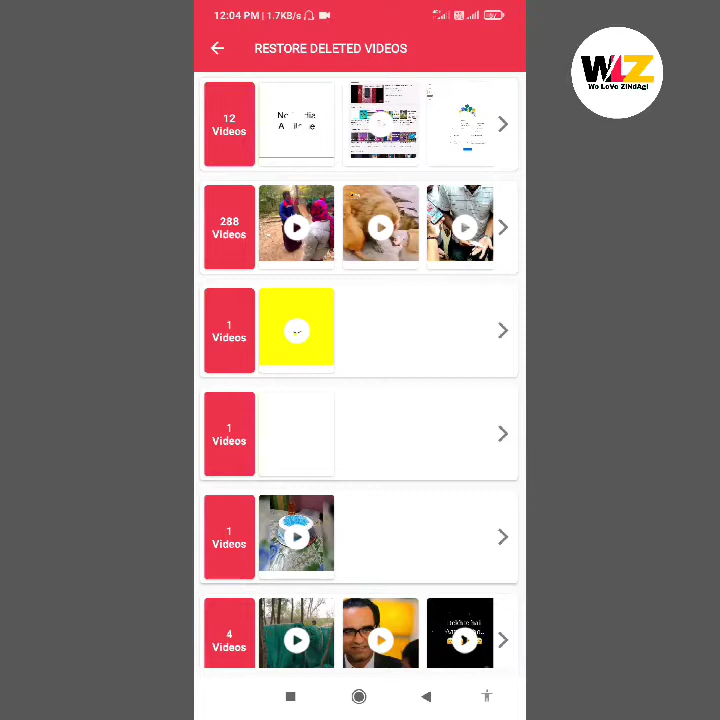 12:04 PM | 1.7KB/s
RESTORE DELETED VIDEOS
WLZ
Wo LoVe ZiNdAgI
12
Videos
288
Videos
1
Videos
1
Videos
1
Videos
4
Videos